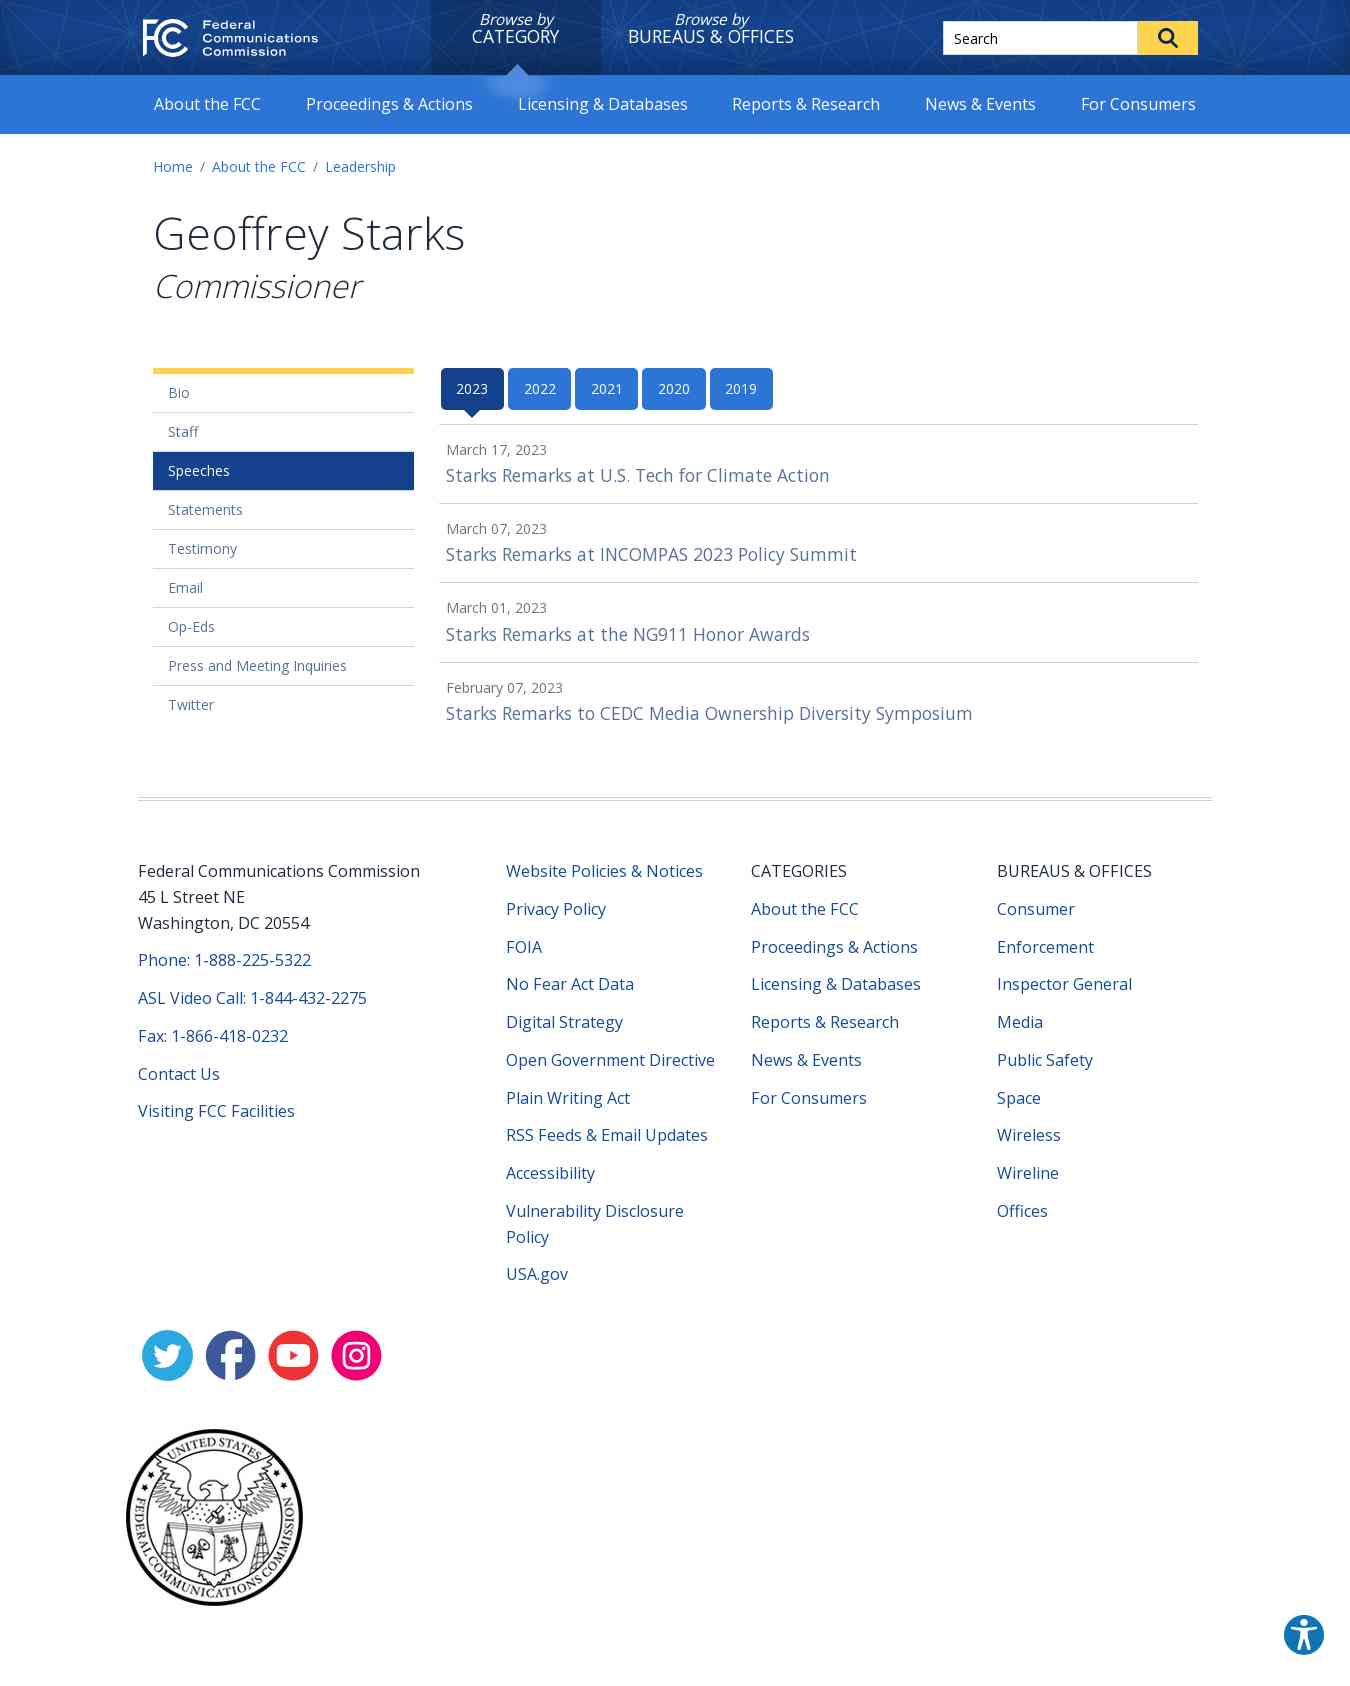 FC Federal Communications Commission
Browse by
CATEGORY
Browse by
BUREAUS & OFFICES
Search
About the FCC
Proceedings & Actions
Licensing & Databases
Reports & Research
News & Events
For Consumers
Home / About the FCC / Leadership
Geoffrey Starks
Commissioner
Bio
Staff
Speeches
Statements
Testimony
Email
Op-Eds
Press and Meeting Inquiries
Twitter
2023
2022
2021
2020
2019
March 17, 2023
Starks Remarks at U.S. Tech for Climate Action
March 07, 2023
Starks Remarks at INCOMPAS 2023 Policy Summit
March 01, 2023
Starks Remarks at the NG911 Honor Awards
February 07, 2023
Starks Remarks to CEDC Media Ownership Diversity Symposium
Federal Communications Commission
45 L Street NE
Washington, DC 20554
Phone: 1-888-225-5322
ASL Video Call: 1-844-432-2275
Fax: 1-866-418-0232
Contact Us
Visiting FCC Facilities
Website Policies & Notices
Privacy Policy
FOIA
No Fear Act Data
Digital Strategy
Open Government Directive
Plain Writing Act
RSS Feeds & Email Updates
Accessibility
Vulnerability Disclosure
Policy
USA.gov
CATEGORIES
About the FCC
Proceedings & Actions
Licensing & Databases
Reports & Research
News & Events
For Consumers
BUREAUS & OFFICES
Consumer
Enforcement
Inspector General
Media
Public Safety
Space
Wireless
Wireline
Offices
UNITED STATES
FEDERAL COMMUNICATIONS COMMISSION